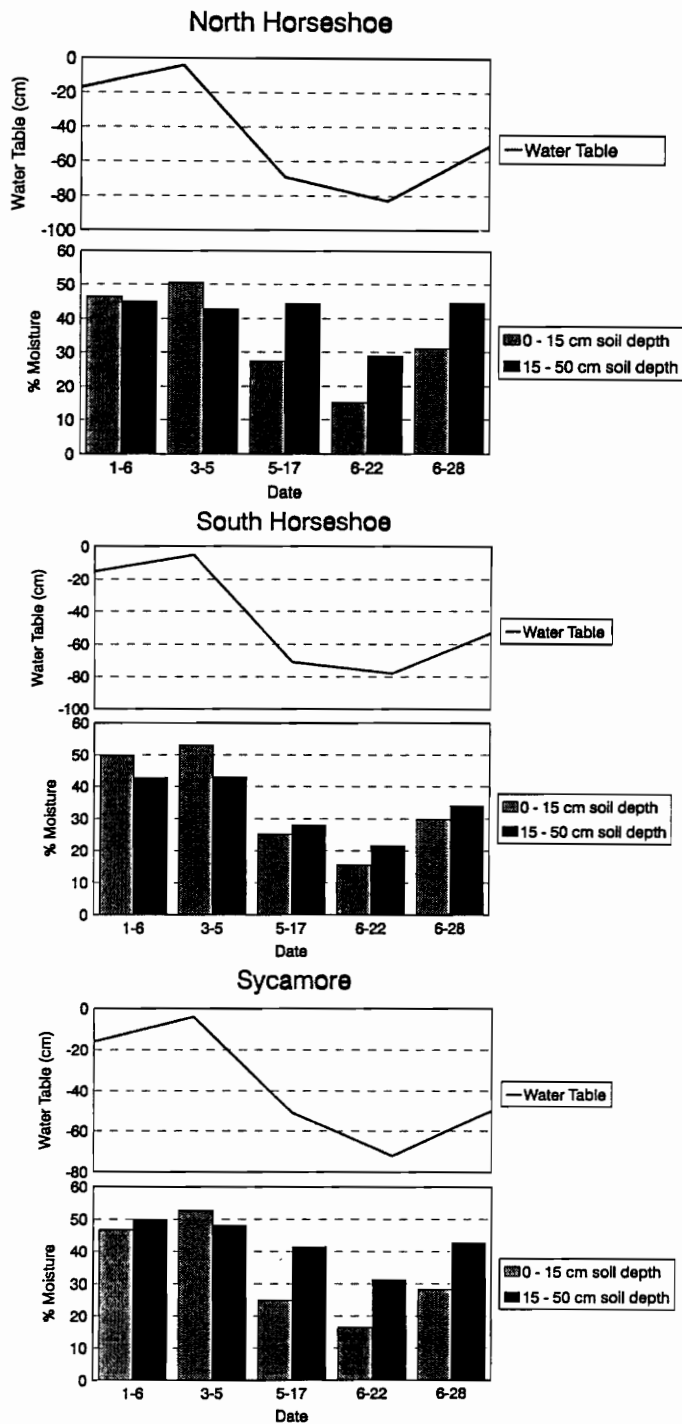 North Horseshoe
Water Table (cm)
0
-20
-40
-60
-80
-100
Water Table
% Moisture
60
50
40
30
20
10
0
0 - 15 cm soil depth
15 - 50 cm soil depth
1-6 3-5 5-17 6-22 6-28
Date
South Horseshoe
Water Table (cm)
0
-20
-40
-60
-80
-100
Water Table
% Moisture
60
50
40
30
20
10
0
0 - 15 cm soil depth
15 - 50 cm soil depth
1-6 3-5 5-17 6-22 6-28
Date
Sycamore
Water Table (cm)
0
-20
-40
-60
-80
Water Table
% Moisture
60
50
40
30
20
10
0
0 - 15 cm soil depth
15 - 50 cm soil depth
1-6 3-5 5-17 6-22 6-28
Date